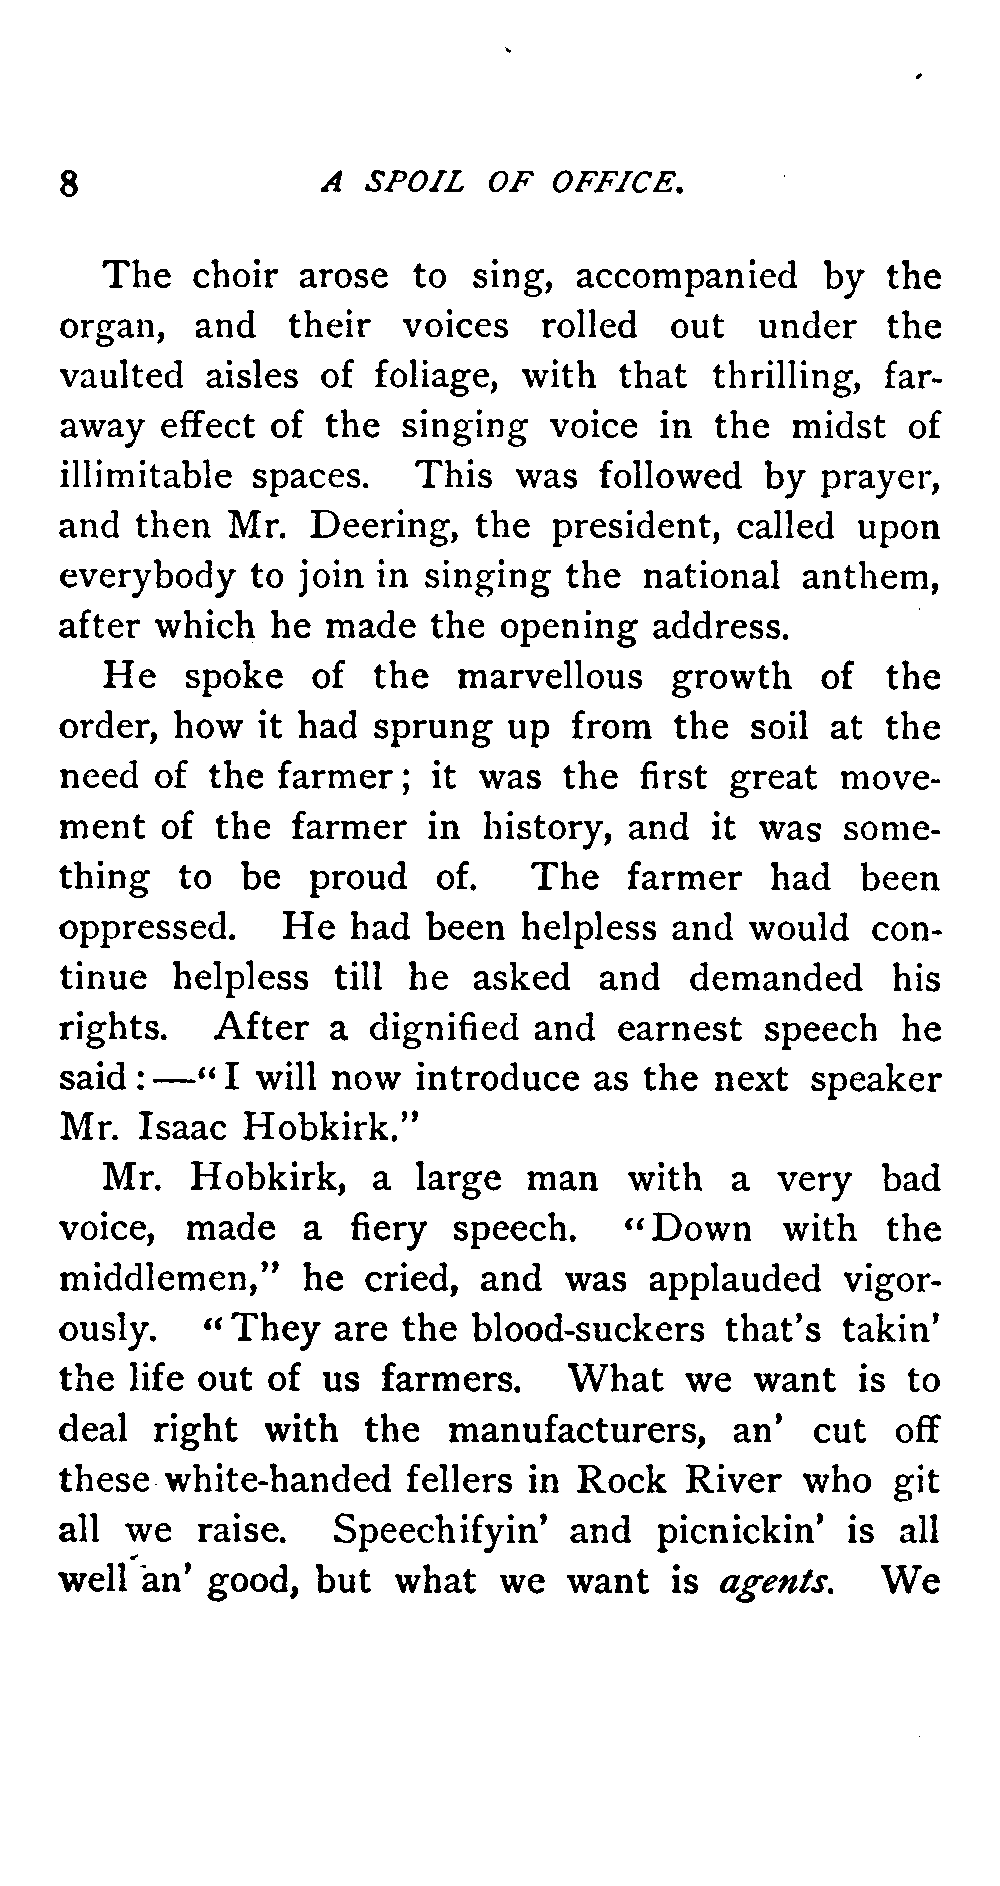 8 A SPOIL OF OFFICE.
The choir arose to sing, accompanied by the
organ, and their voices rolled out under the
vaulted aisles of foliage, with that thrilling, far-
away effect of the singing voice in the midst of
illimitable spaces. This was followed by prayer,
and then Mr. Deering, the president, called upon
everybody to join in singing the national anthem,
after which he made the opening address.
He spoke of the marvellous growth of the
order, how it had sprung up from the soil at the
need of the farmer; it was the first great move-
ment of the farmer in history, and it was some-
thing to be proud of. The farmer had been
oppressed. He had been helpless and would con-
tinue helpless till he asked and demanded his
rights. After a dignified and earnest speech he
said:—“I will now introduce as the next speaker
Mr. Isaac Hobkirk.”
Mr. Hobkirk, a large man with a very bad
voice, made a fiery speech. “Down with the
middlemen,” he cried, and was applauded vigor-
ously. “They are the blood-suckers that’s takin’
the life out of us farmers. What we want is to
deal right with the manufacturers, an’ cut off
these white-handed fellers in Rock River who git
all we raise. Speechifyin’ and picnickin’ is all
well an’ good, but what we want is agents. We